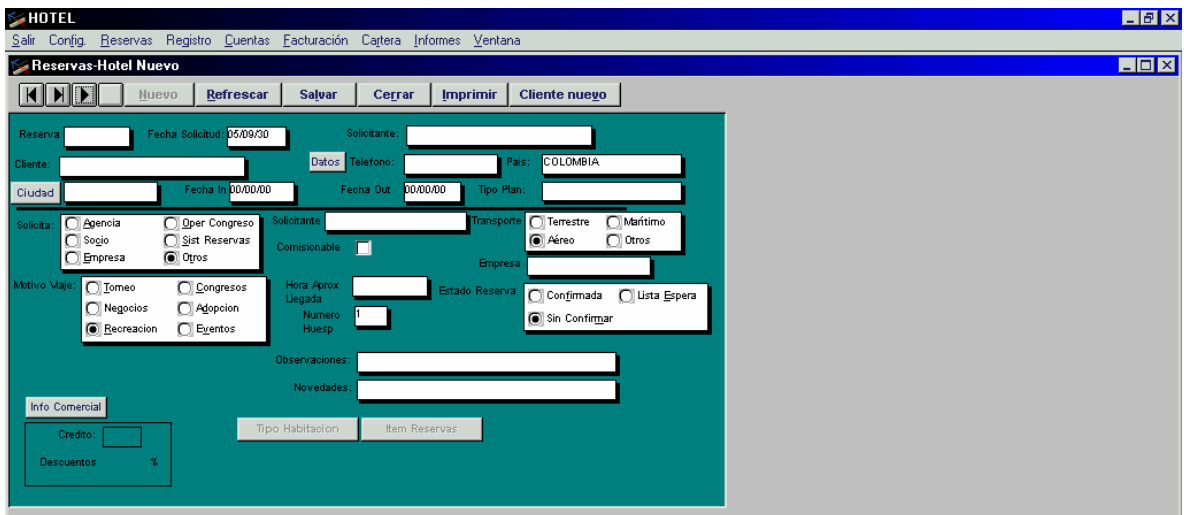 HOTEL
Salir Config. Reservas Registro Cuentas Facturación Cartera Informes Ventana
Reservas-Hotel Nuevo
Nuevo Refrescar Salvar Cerrar Imprimir Cliente nuevo
Reserva Fecha Solicitud: 05/09/30 Solicitante:
Cliente: Datos Telefono: Pais: COLOMBIA
Ciudad Fecha In 00/00/00 Fecha Out 00/00/00 Tipo Plan:
Solicita: Agencia Oper Congreso Solicitante Transporte Terrestre Marítimo
Socio Sist Reservas Comisionable Aéreo Otros
Empresa Otros Empresa
Motivo Viaje: Torneo Congresos Hora Aprox Llegada Estado Reserva Confirmada Lista Espera
Negocios Adopcion Numero Huesp 1 Sin Confirmar
Recreacion Eventos
Observaciones:
Novedades:
Info Comercial
Tipo Habitacion Item Reservas
Credito:
Descuentos %